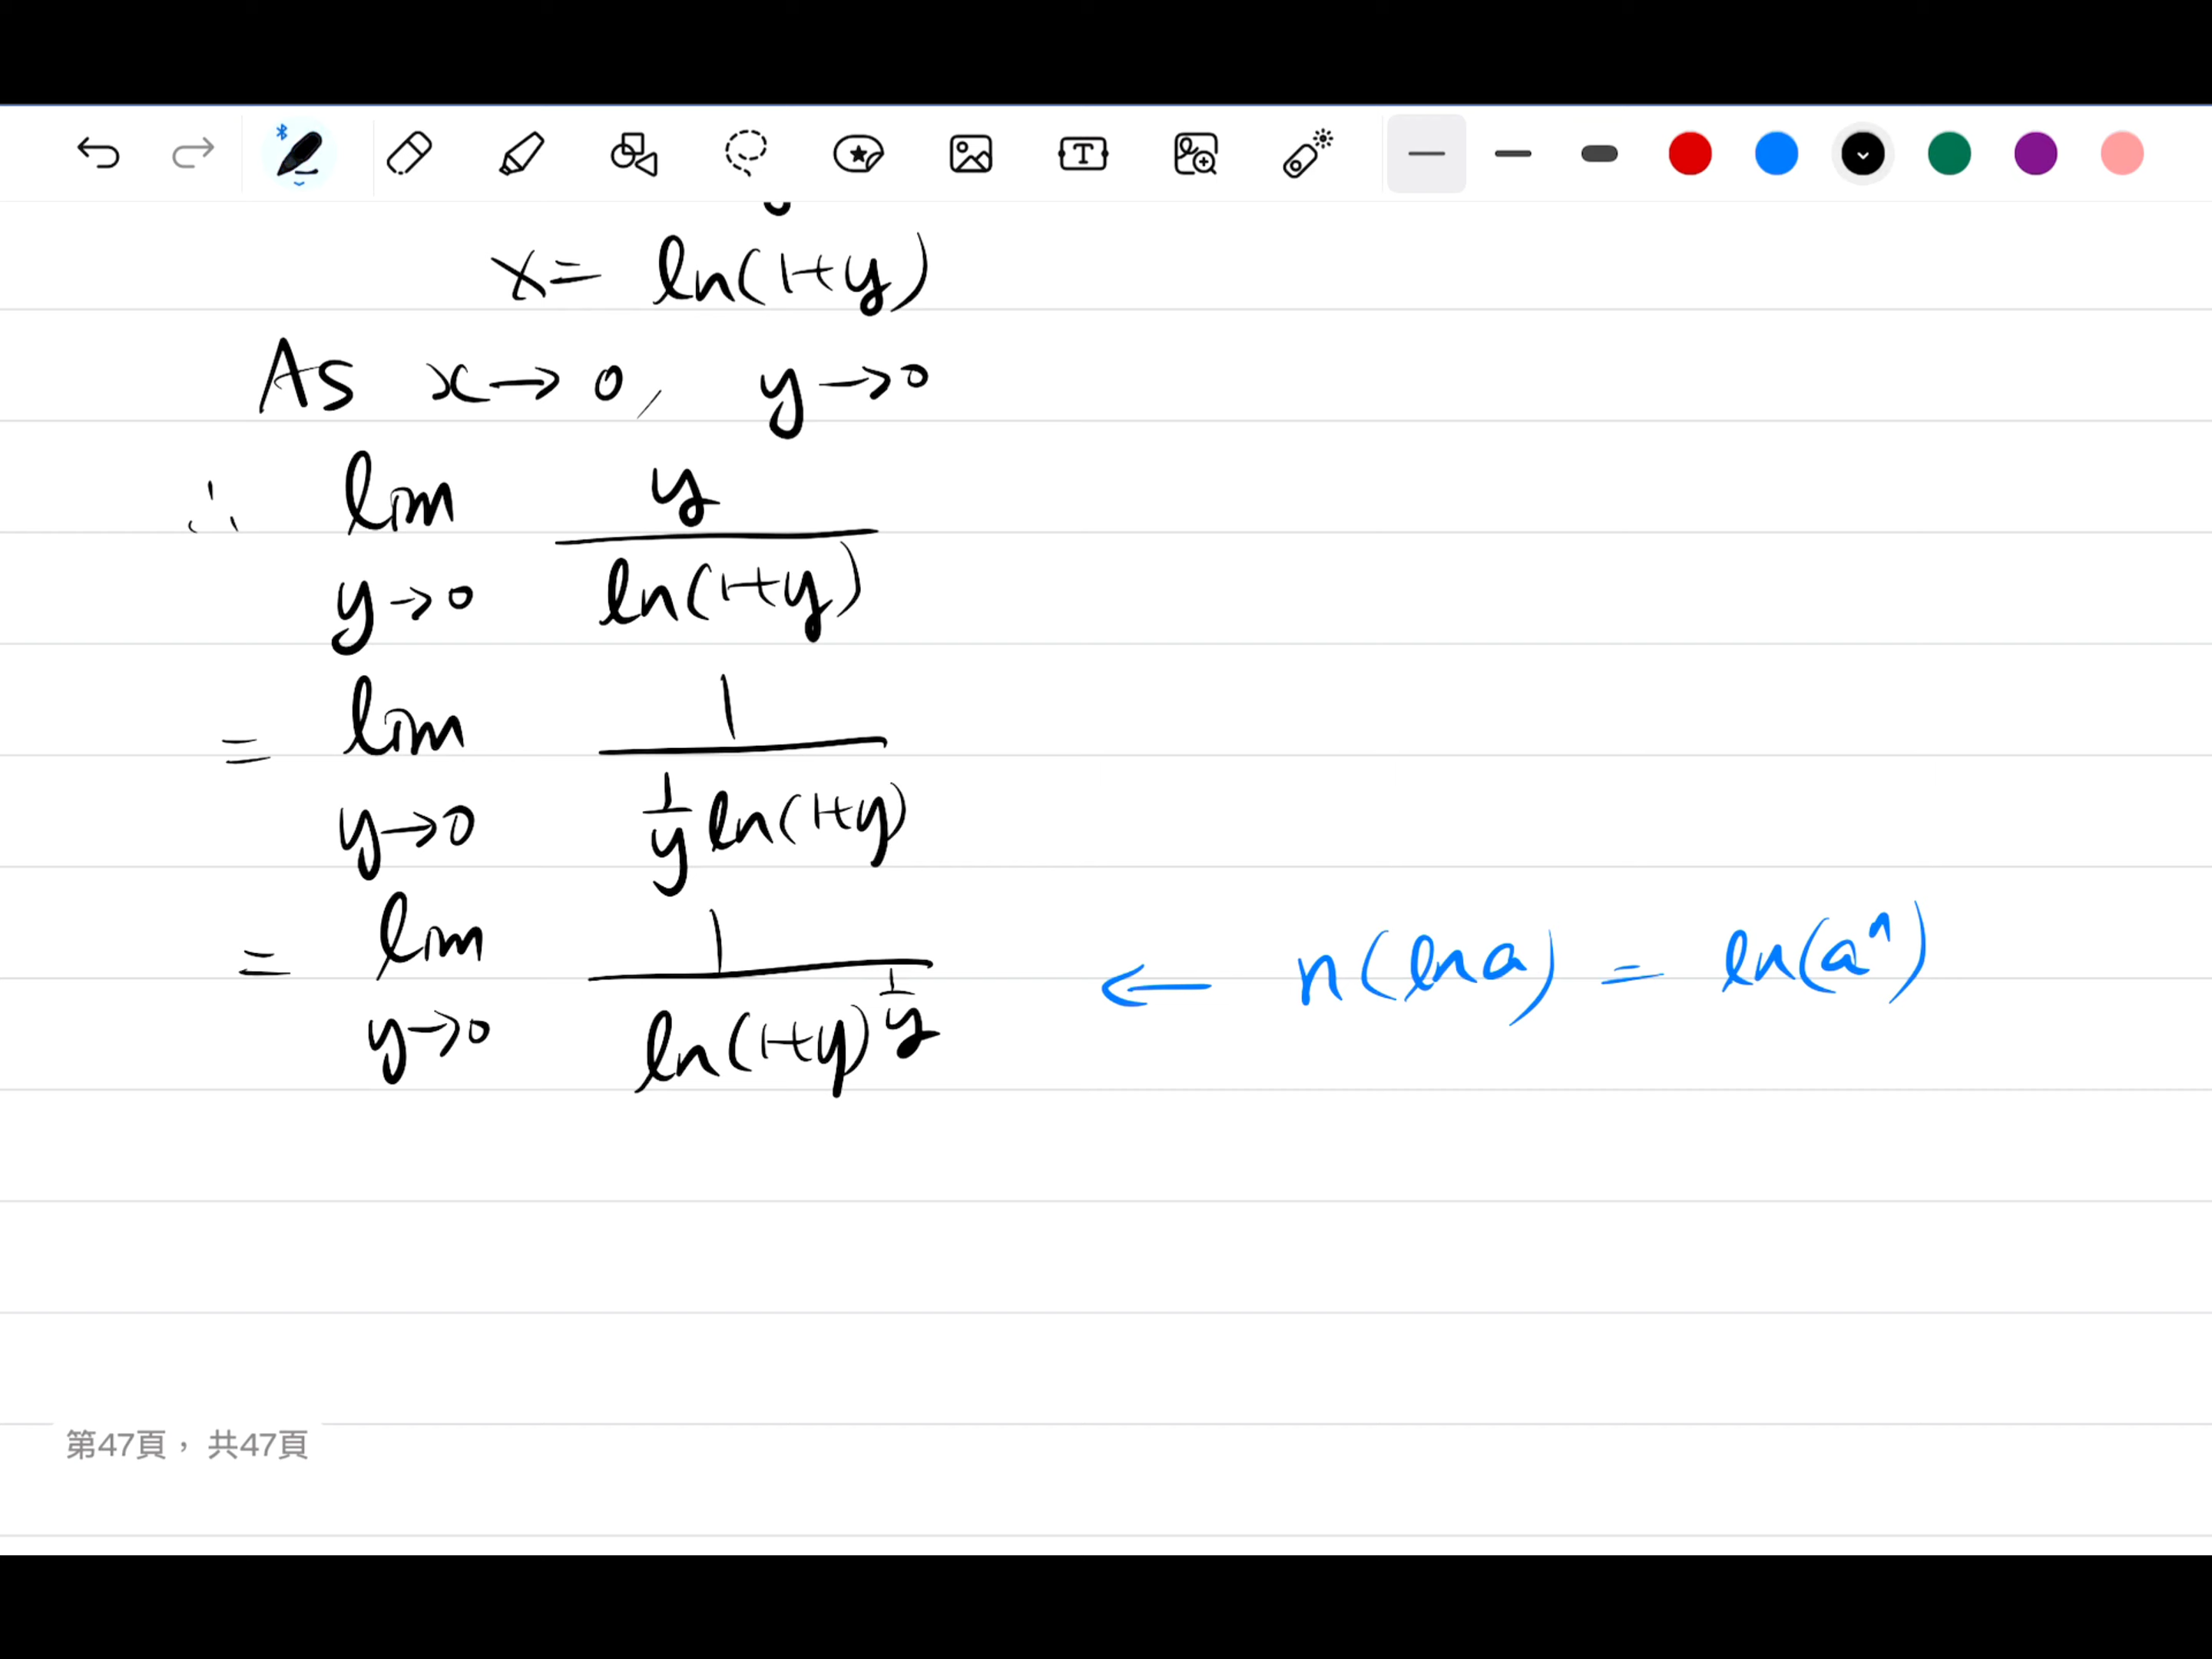 x = ln(1+y)
As x→0, y→0
∴ lim y→0 y / ln(1+y)
= lim y→0 1 / (1/y ln(1+y))
= lim y→0 1 / ln(1+y)^(1/y) ← n(ln a) = ln(a^n)
第47頁，共47頁